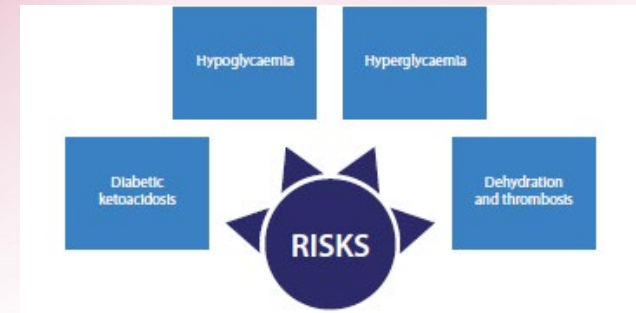 Hypoglycaemia
Hyperglycaemia
Diabetic
ketoacidosis
Dehydration
and thrombosis
RISKS